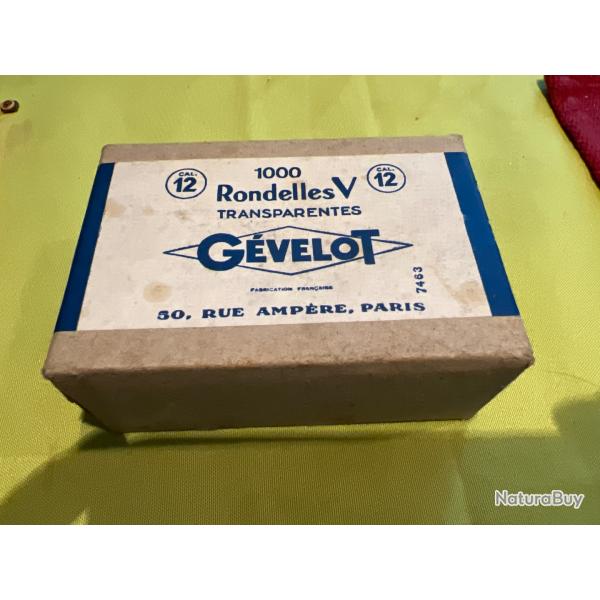 1000
CAL. 12
Rondelles V
CAL. 12
TRANSPARENTES
GÉVELOT
FABRICATION FRANÇAISE
7463
50, RUE AMPÈRE, PARIS
NaturaBuy